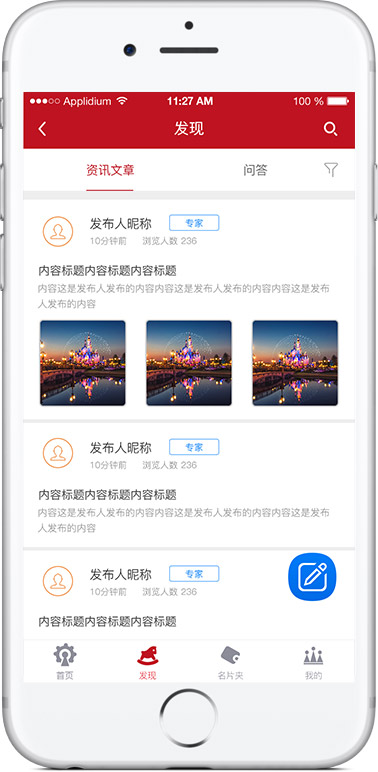 Applidium 11:27 AM 100 %
发现
资讯文章 问答
发布人昵称 专家
10分钟前 浏览人数 236
内容标题内容标题内容标题
内容这是发布人发布的内容内容这是发布人发布的内容内容这是发布
人发布的内容
发布人昵称 专家
10分钟前 浏览人数 236
内容标题内容标题内容标题
内容这是发布人发布的内容内容这是发布人发布的内容内容这是发布
人发布的内容
发布人昵称 专家
10分钟前 浏览人数 236
内容标题内容标题内容标题
首页 发现 名片夹 我的